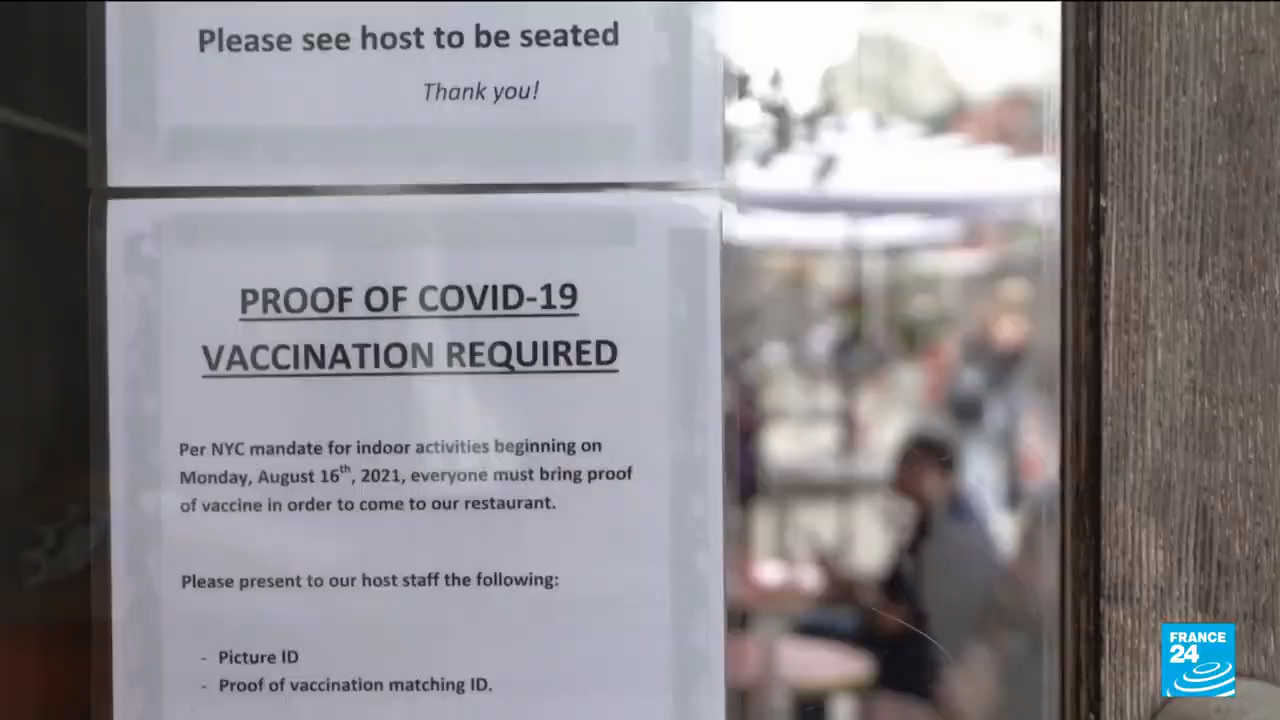 Please see host to be seated
Thank you!
PROOF OF COVID-19
VACCINATION REQUIRED
Per NYC mandate for indoor activities beginning on
Monday, August 16th, 2021, everyone must bring proof
of vaccine in order to come to our restaurant.
Please present to our host staff the following:
- Picture ID
- Proof of vaccination matching ID.
FRANCE
24